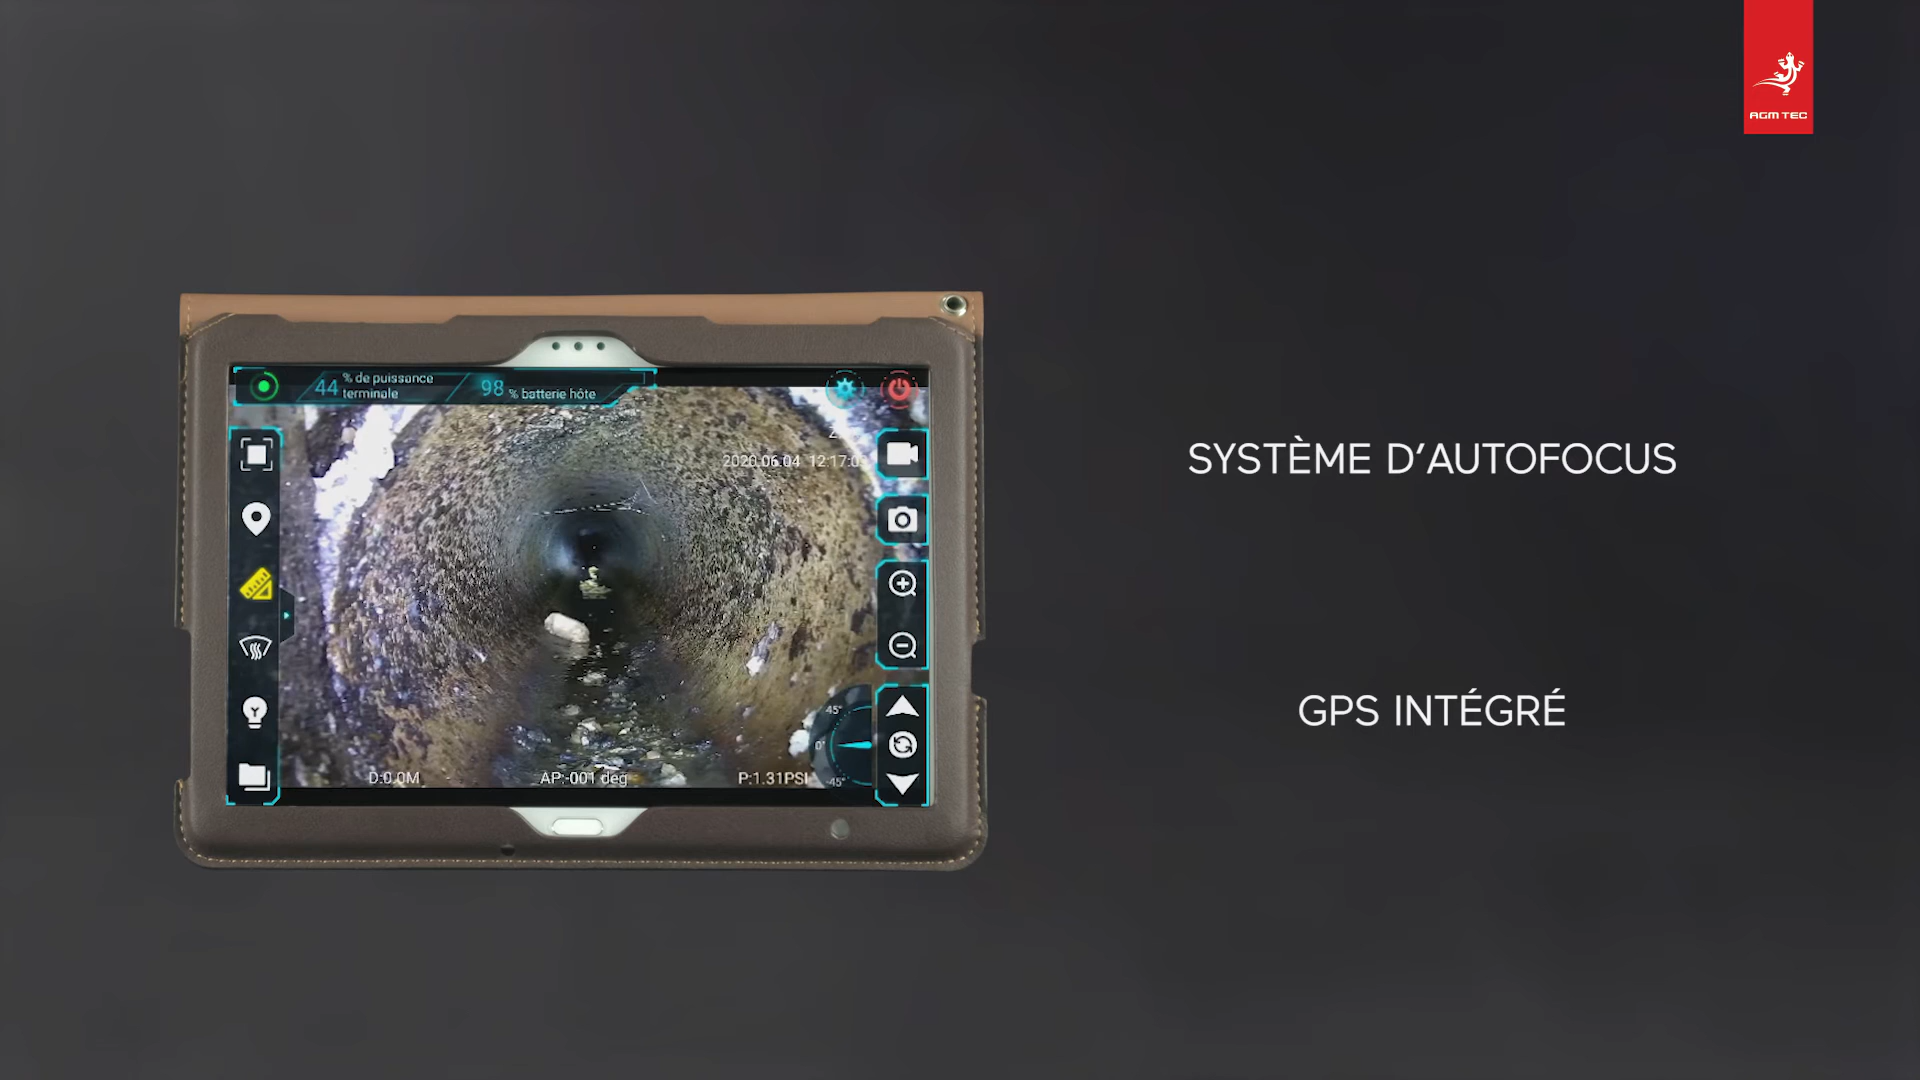 AGM TEC
44 % de puissance
terminale
98 % batterie hôte
2020.06.04 12:17:0
SYSTÈME D'AUTOFOCUS
GPS INTÉGRÉ
45°
0°
-45°
D:0.0M
AP:-001 deg
P:1.31PSI